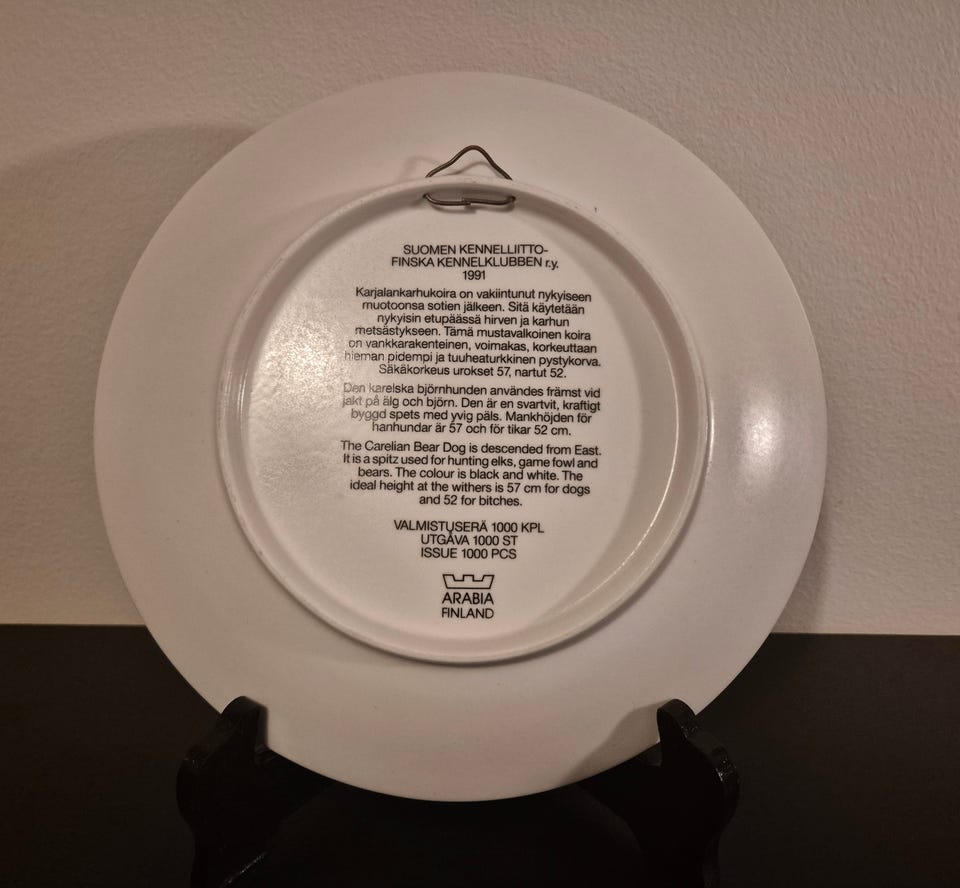 SUOMEN KENNELLIITTO-
FINSKA KENNELKLUBBEN r.y.
1991
Karjalankarhukoira on vakiintunut nykyiseen
muotoonsa sotien jälkeen. Sitä käytetään
nykyisin etupäässä hirven ja karhun
metsästykseen. Tämä mustavalkoinen koira
on vankkarakenteinen, voimakas, korkeuttaan
hieman pidempi ja tuuheaturkkinen pystykorva.
Säkäkorkeus urokset 57, nartut 52.
Den karelska björnhunden användes främst vid
jakt på älg och björn. Den är en svartvit, kraftigt
byggd spets med yvig päls. Mankhöjden för
hanhundar är 57 och för tikar 52 cm.
The Carelian Bear Dog is descended from East.
It is a spitz used for hunting elks, game fowl and
bears. The colour is black and white. The
ideal height at the withers is 57 cm for dogs
and 52 for bitches.
VALMISTUSERÄ 1000 KPL
UTGÅVA 1000 ST
ISSUE 1000 PCS
ARABIA
FINLAND